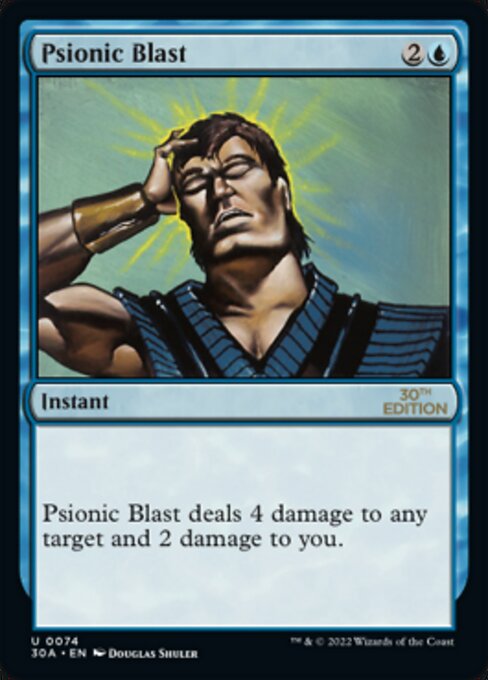 Psionic Blast 2
Instant
30TH
EDITION
Psionic Blast deals 4 damage to any
target and 2 damage to you.
U 0074
30A • EN Douglas Shuler
™ & © 2022 Wizards of the Coast